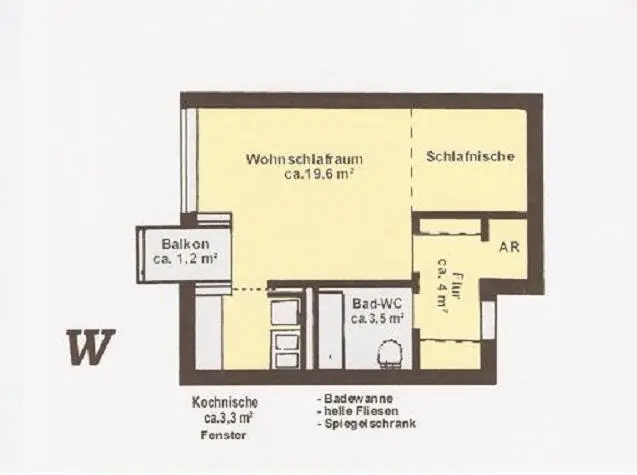 Wohnschlafraum
ca.19,6 m²
Schlafnische
Balkon
ca. 1,2 m²
AR
Flur
ca. 4 m²
Bad-WC
ca.3,5 m²
W
Kochnische
ca.3,3 m²
Fenster
- Badewanne
- helle Fliesen
- Spiegelschrank